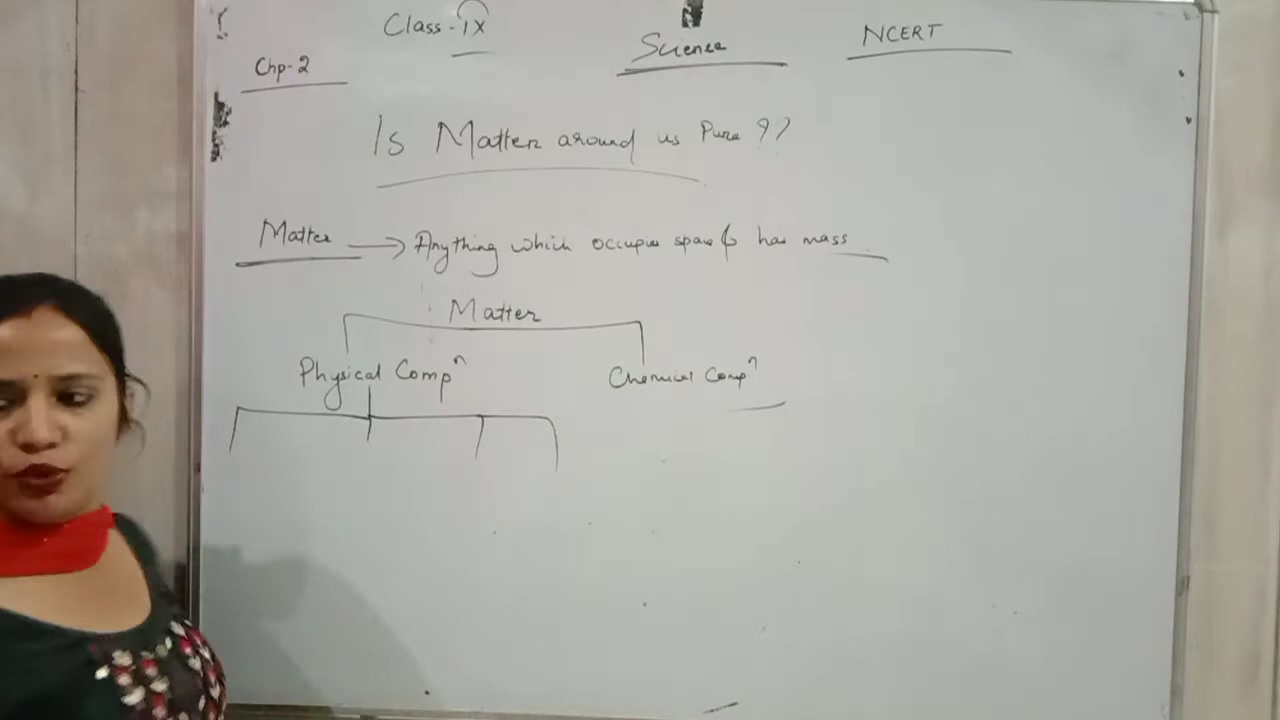 Class - IX Science NCERT
Chp-2
Is Matter around us Pure ??
Matter → Anything which occupies space & has mass
Matter
Physical Compⁿ Chemical Compⁿ